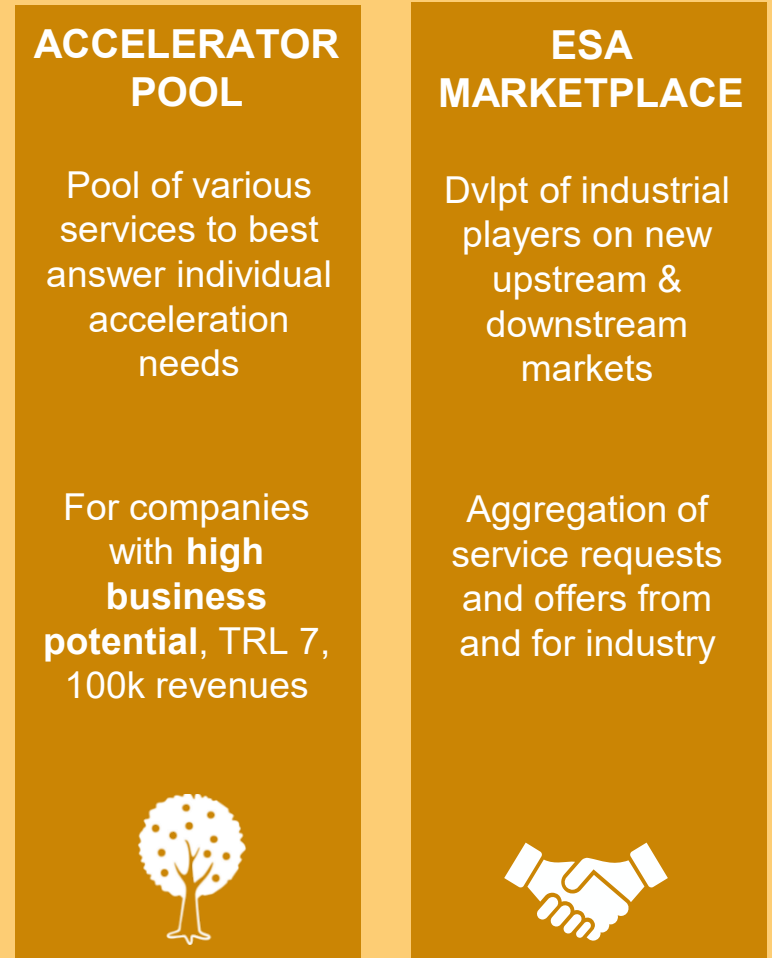 ACCELERATOR
POOL
Pool of various
services to best
answer individual
acceleration
needs
For companies
with high
business
potential, TRL 7,
100k revenues
ESA
MARKETPLACE
Dvlpt of industrial
players on new
upstream &
downstream
markets
Aggregation of
service requests
and offers from
and for industry